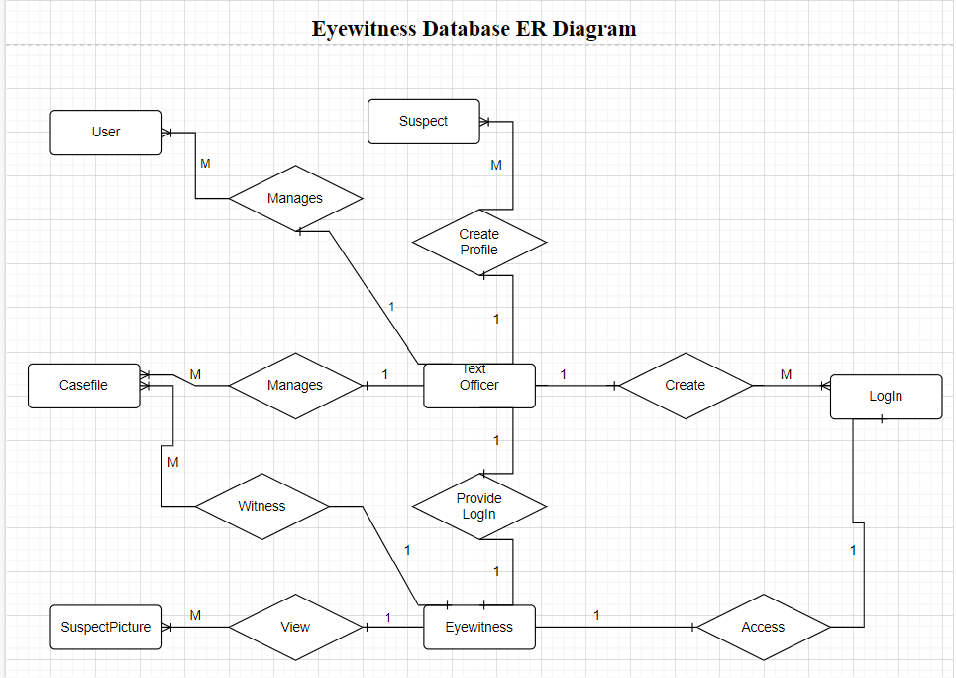 Eyewitness Database ER Diagram
Suspect
User
M
M
Manages
Create
Profile
1
1
Text
Casefile
M
Manages
1
Officer
1
Create
M
LogIn
1
M
Witness
Provide
LogIn
1
1
1
SuspectPicture
M
View
1
Eyewitness
1
Access